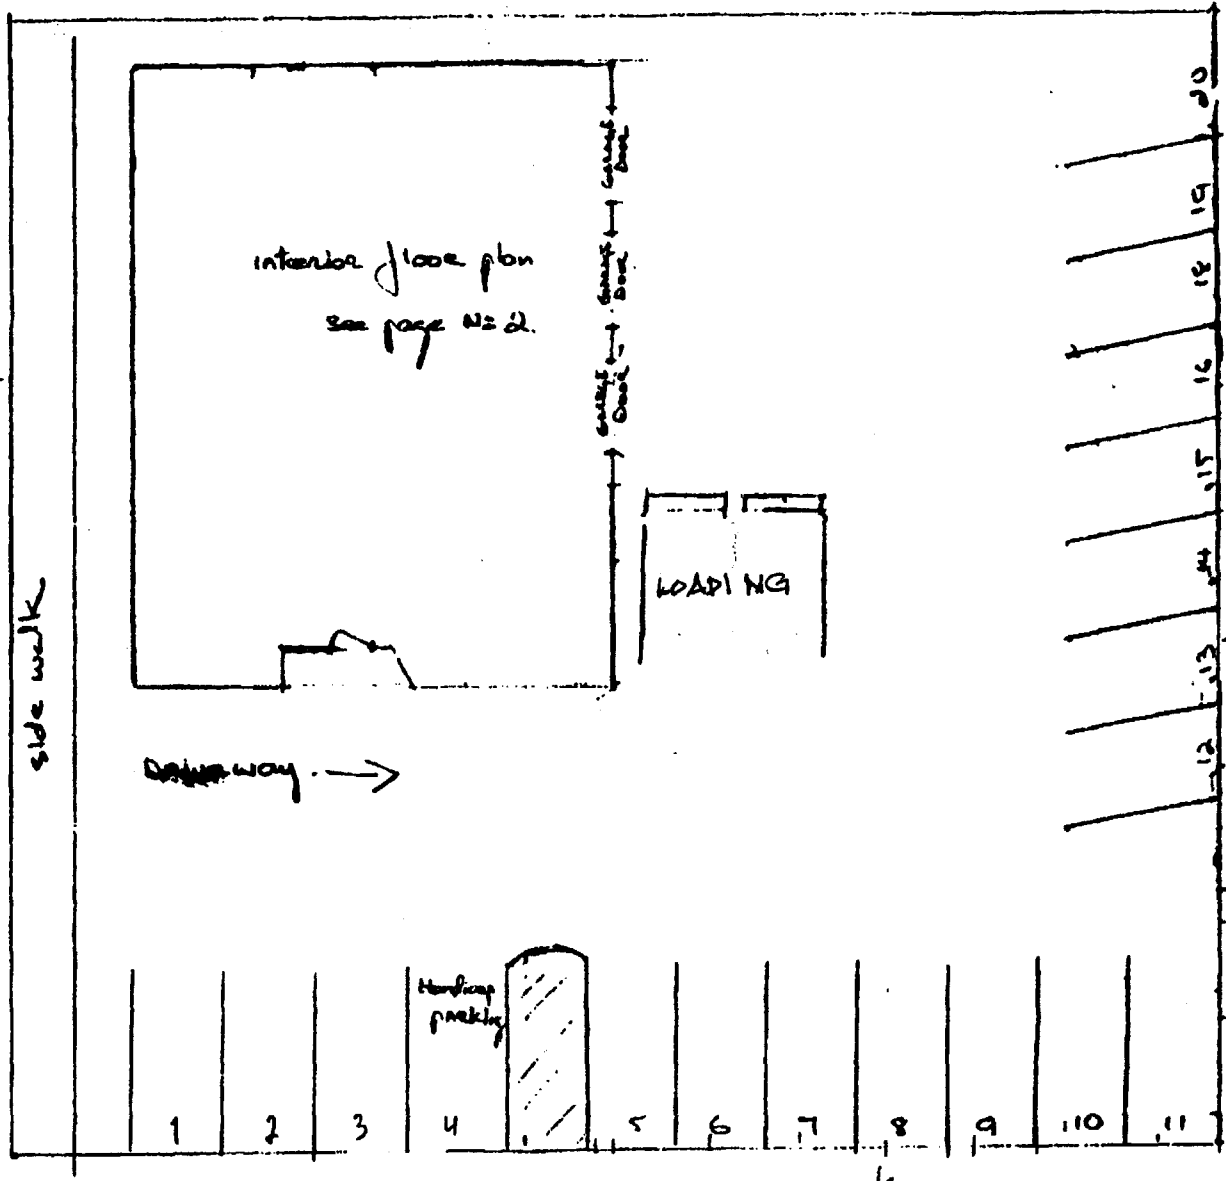 20
GARAGE
DOOR
19
interior floor plan
see page Nº 2.
GARAGE
DOOR
18
GARAGE
DOOR
16
15
LOADING
14
side walk
13
12
Driveway
Handicap
parking
1 2 3 4 5 6 7 8 9 10 11